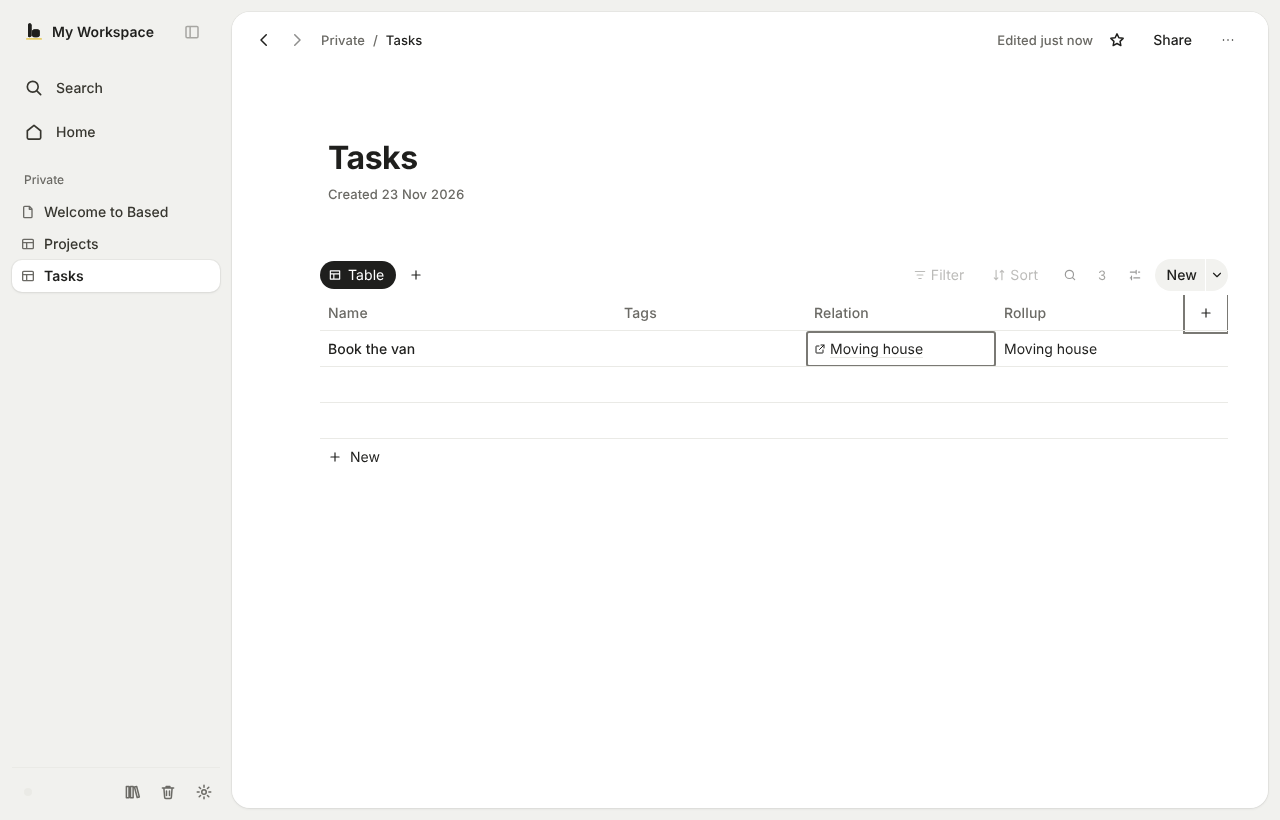 My Workspace
Search
Home
Private
Welcome to Based
Projects
Tasks
Private / Tasks
Edited just now
Share
Tasks
Created 23 Nov 2026
Table
Filter
Sort
3
New
Name Tags Relation Rollup
Book the van Moving house Moving house
New